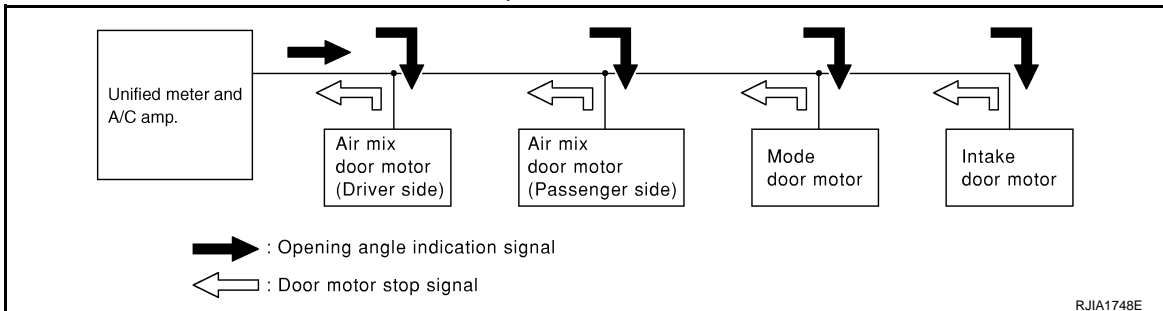 Unified meter and
A/C amp.
Air mix
door motor
(Driver side)
Air mix
door motor
(Passenger side)
Mode
door motor
Intake
door motor
: Opening angle indication signal
: Door motor stop signal
RJIA1748E